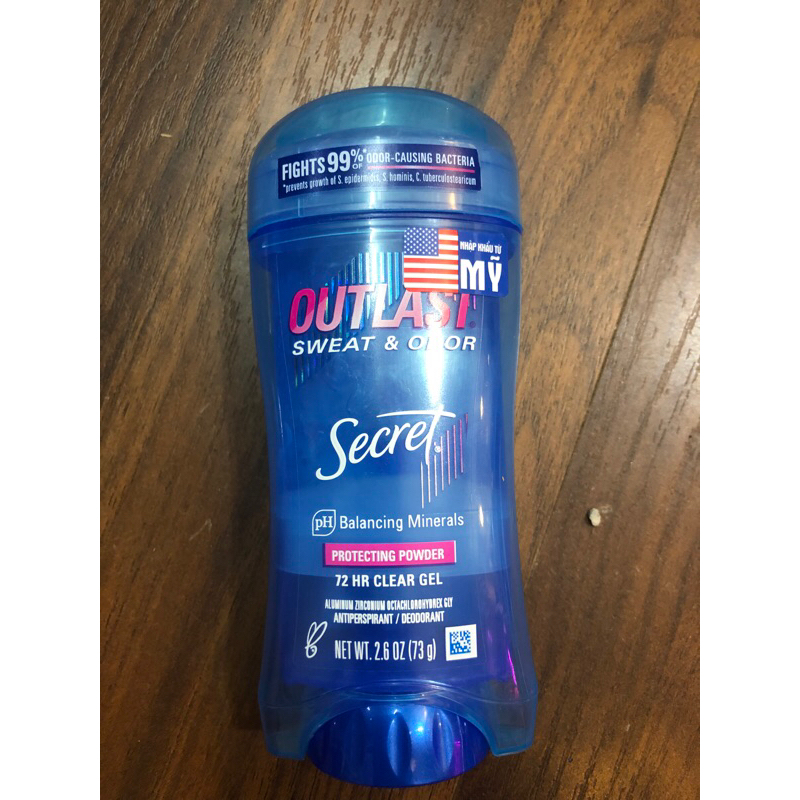 FIGHTS 99%* OF ODOR-CAUSING BACTERIA
*prevents growth of S. epidermidis, S. hominis, C. tuberculostearicum
NHẬP KHẨU TỪ
MỸ
OUTLAST
SWEAT & ODOR
Secret®
pH Balancing Minerals
PROTECTING POWDER
72 HR CLEAR GEL
ALUMINUM ZIRCONIUM OCTACHLOROHYDREX GLY
ANTIPERSPIRANT / DEODORANT
NET WT. 2.6 OZ (73 g)